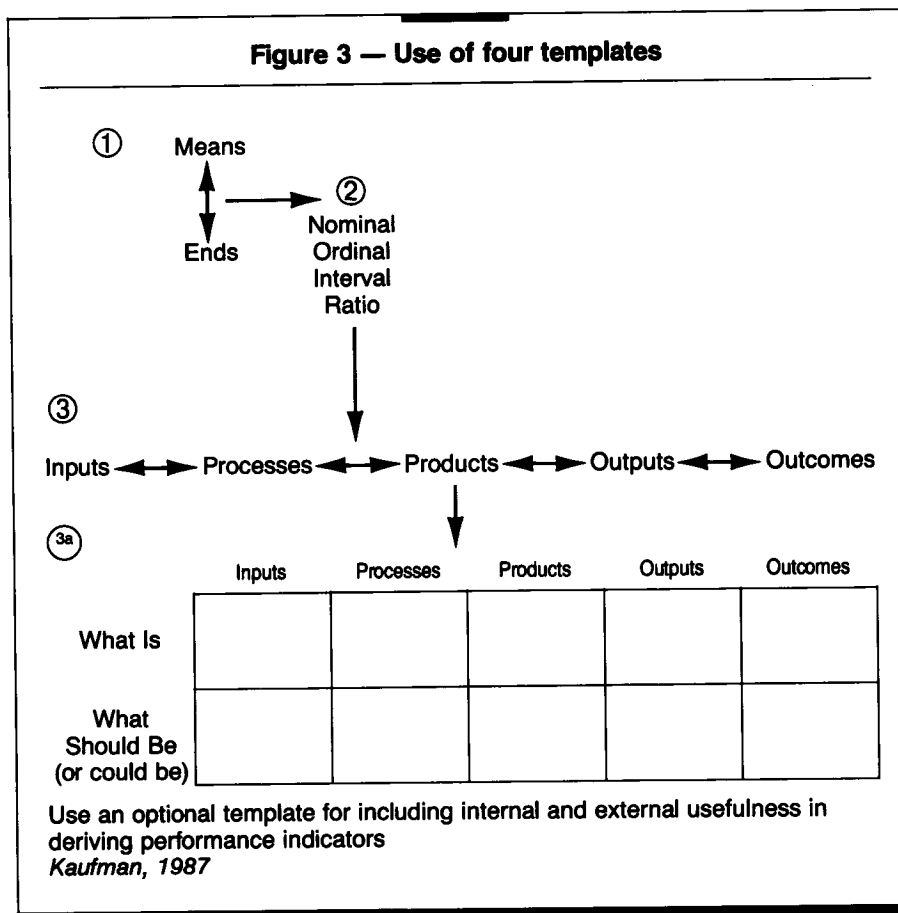 Figure 3 — Use of four templates
① Means
②
Ends
Nominal
Ordinal
Interval
Ratio
③
Inputs Processes Products Outputs Outcomes
3a
Inputs Processes Products Outputs Outcomes
What Is
What
Should Be
(or could be)
Use an optional template for including internal and external usefulness in
deriving performance indicators
Kaufman, 1987